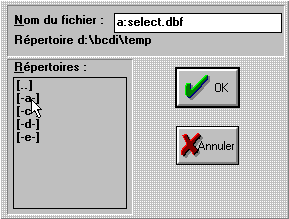 Nom du fichier : a:select.dbf
Répertoire d:\bcdi\temp
Répertoires :
[..]
[-a-]
[-c-]
[-d-]
[-e-]
OK
Annuler